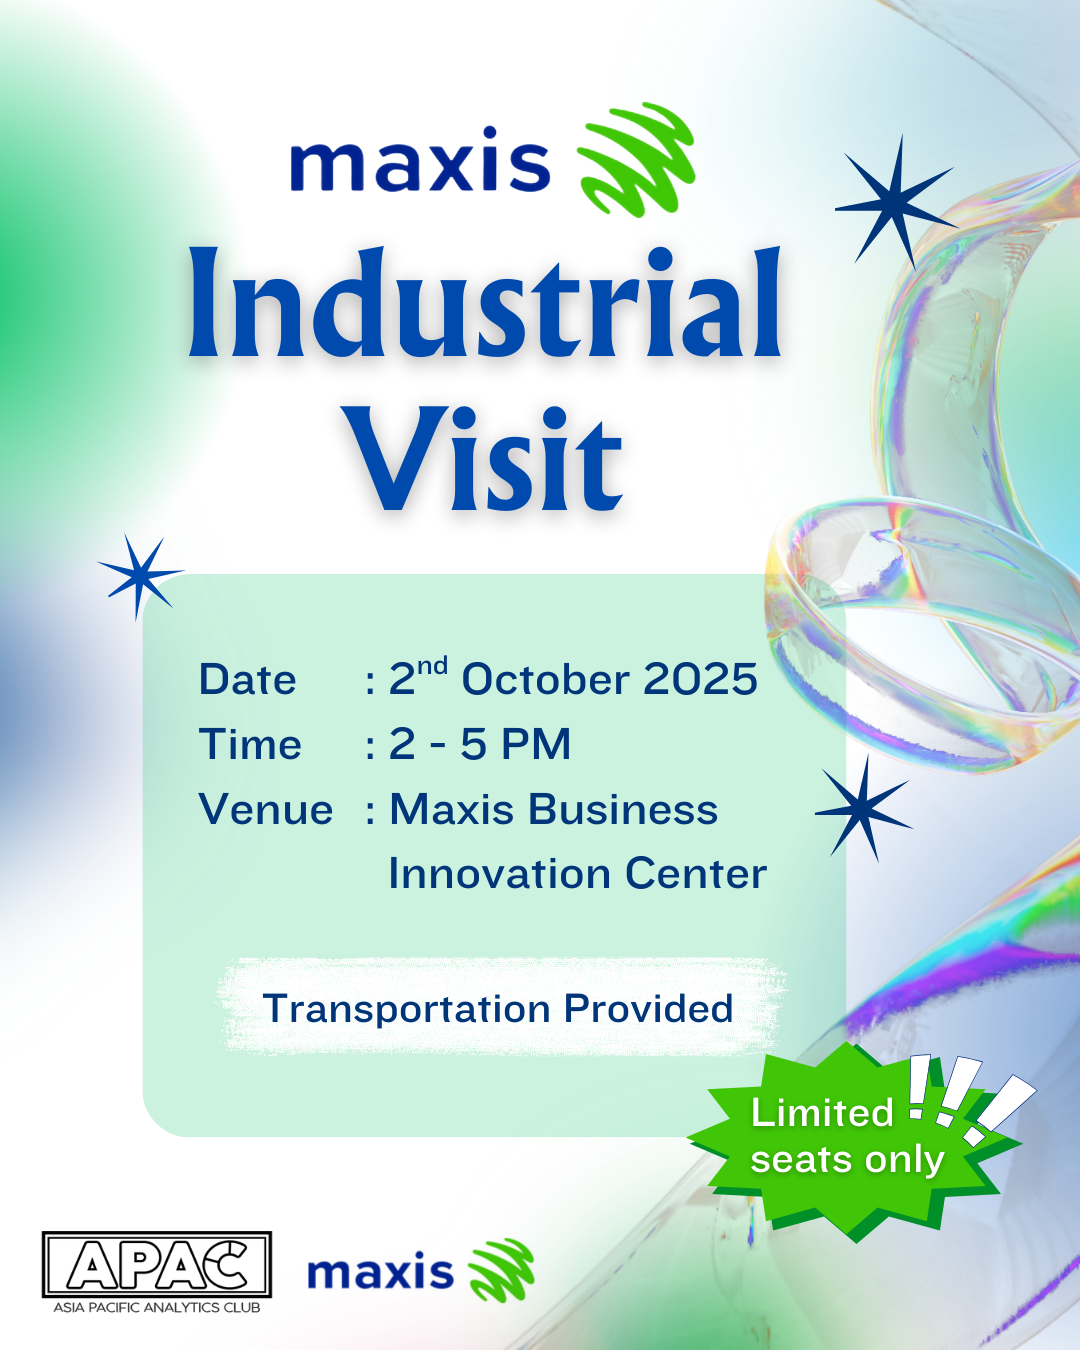 maxis
Industrial
Visit
Date : 2nd October 2025
Time : 2 - 5 PM
Venue : Maxis Business
Innovation Center
Transportation Provided
Limited
seats only
!!!
APAC
ASIA PACIFIC ANALYTICS CLUB
maxis